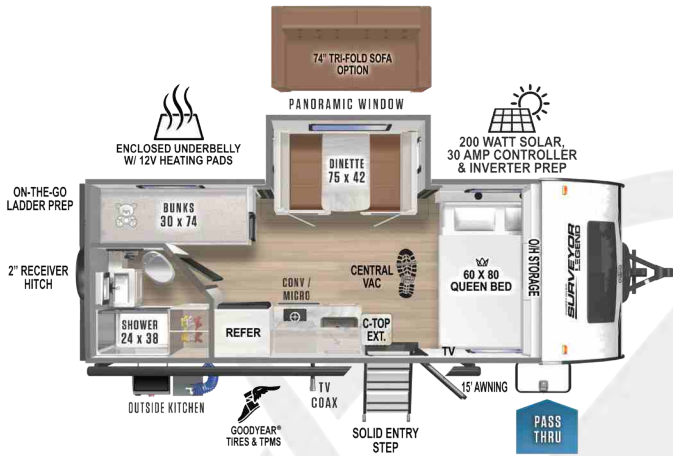 74" TRI-FOLD SOFA
OPTION
PANORAMIC WINDOW
ENCLOSED UNDERBELLY
W/ 12V HEATING PADS
200 WATT SOLAR,
30 AMP CONTROLLER
& INVERTER PREP
DINETTE
75 x 42
ON-THE-GO
LADDER PREP
BUNKS
30 x 74
2" RECEIVER
HITCH
CONV /
MICRO
CENTRAL
VAC
60 X 80
QUEEN BED
O/H STORAGE
SURVEYOR
LEGEND
SHOWER
24 x 38
REFER
C-TOP
EXT.
TV
OUTSIDE KITCHEN
GOODYEAR®
TIRES & TPMS
TV
COAX
SOLID ENTRY
STEP
15' AWNING
PASS
THRU